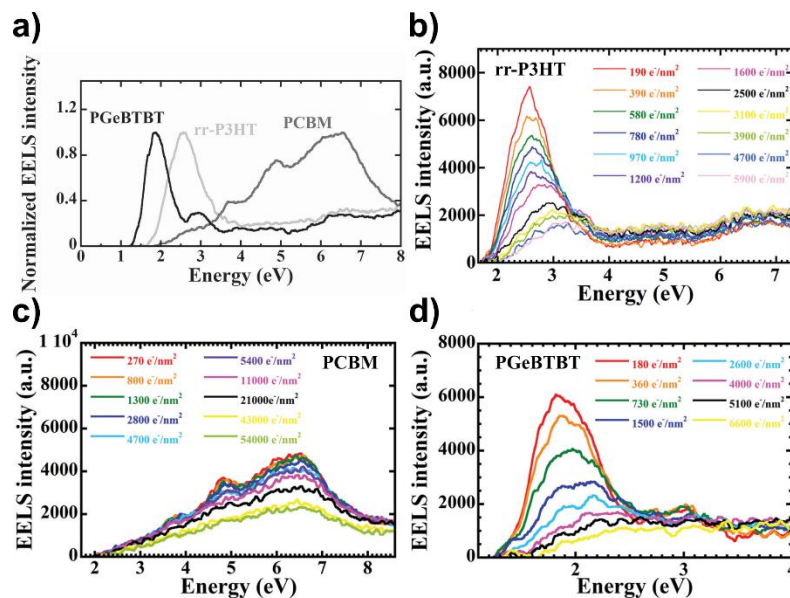 a)
Normalized EELS intensity
1.2
0.8
0.4
0
PGeBTBT
rr-P3HT
PCBM
0 1 2 3 4 5 6 7 8
Energy (eV)
b)
EELS intensity (a.u.)
8000
6000
4000
2000
0
rr-P3HT
190 e⁻/nm² 1600 e⁻/nm²
390 e⁻/nm² 2500 e⁻/nm²
580 e⁻/nm² 3100 e⁻/nm²
780 e⁻/nm² 3900 e⁻/nm²
970 e⁻/nm² 4700 e⁻/nm²
1200 e⁻/nm² 5900 e⁻/nm²
2 3 4 5 6 7
Energy (eV)
c)
EELS intensity (a.u.)
1 10⁴
8000
6000
4000
2000
0
270 e⁻/nm² 5400 e⁻/nm²
800 e⁻/nm² 11000 e⁻/nm²
1300 e⁻/nm² 21000e⁻/nm²
2800 e⁻/nm² 43000 e⁻/nm²
4700 e⁻/nm² 54000 e⁻/nm²
PCBM
2 3 4 5 6 7 8
Energy (eV)
d)
EELS intensity (a.u.)
8000
6000
4000
2000
0
PGeBTBT
180 e⁻/nm² 2600 e⁻/nm²
360 e⁻/nm² 4000 e⁻/nm²
730 e⁻/nm² 5100 e⁻/nm²
1500 e⁻/nm² 6600 e⁻/nm²
2 3 4
Energy (eV)